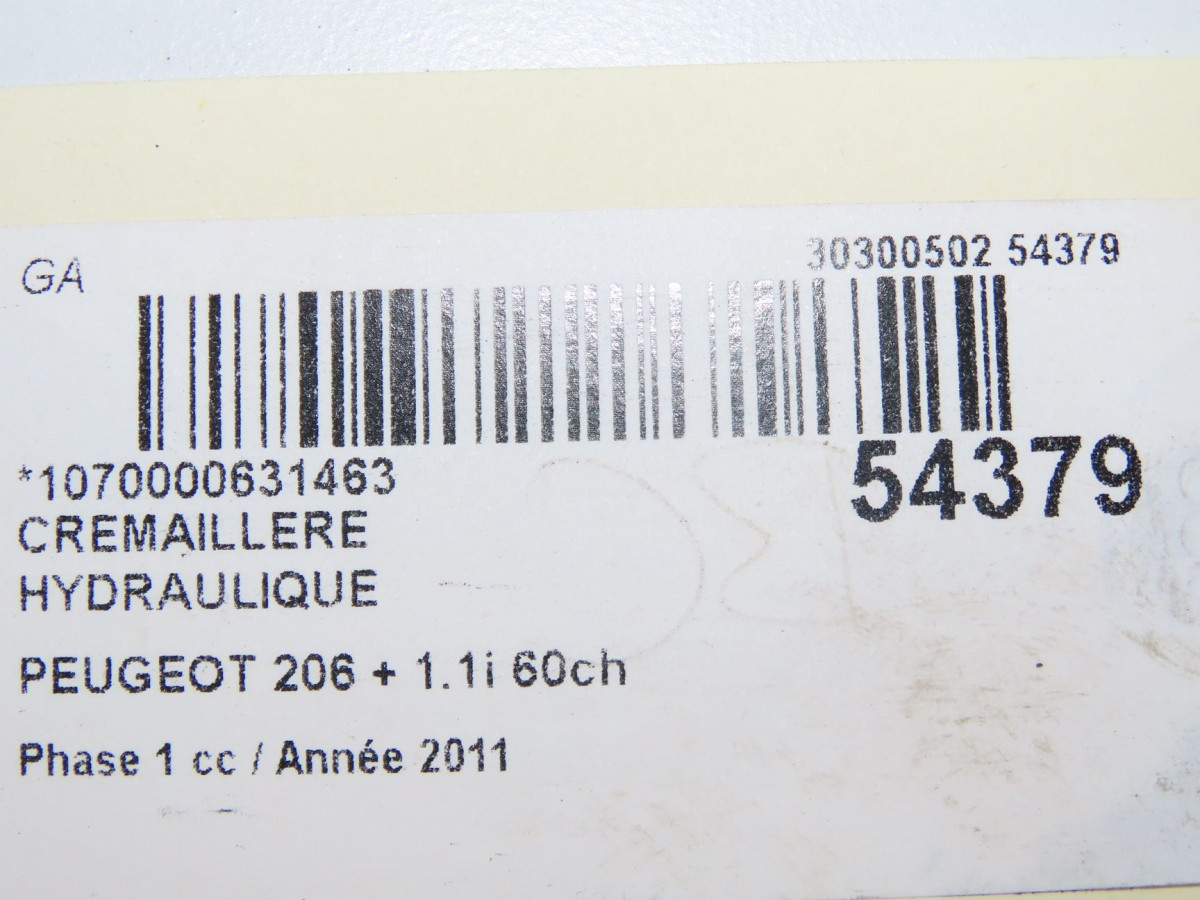 GA
30300502 54379
54379
*1070000631463
CREMAILLERE
HYDRAULIQUE
PEUGEOT 206 + 1.1i 60ch
Phase 1 cc / Année 2011